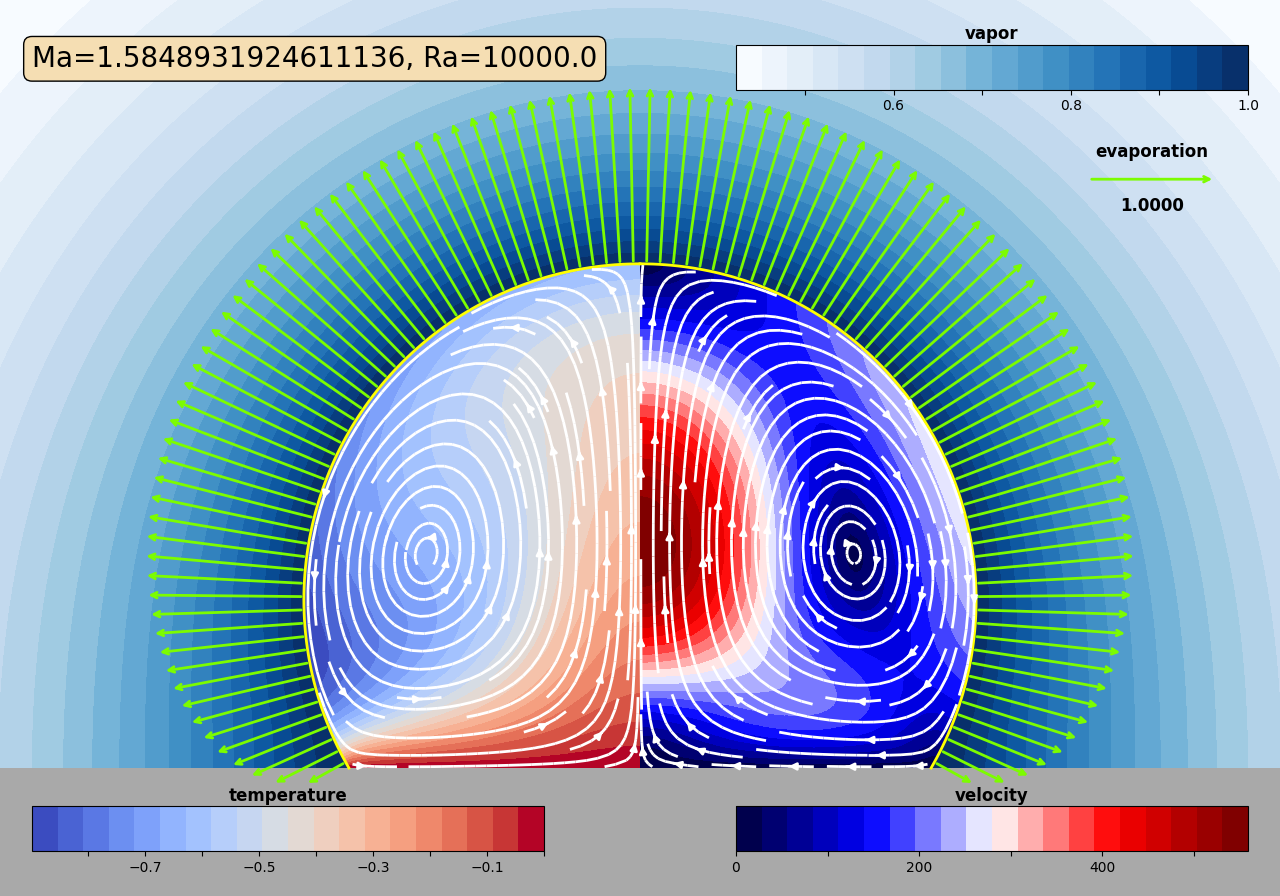 Ma=1.5848931924611136, Ra=10000.0
vapor
0.6 0.8 1.0
evaporation
1.0000
temperature
−0.7 −0.5 −0.3 −0.1
velocity
0 200 400